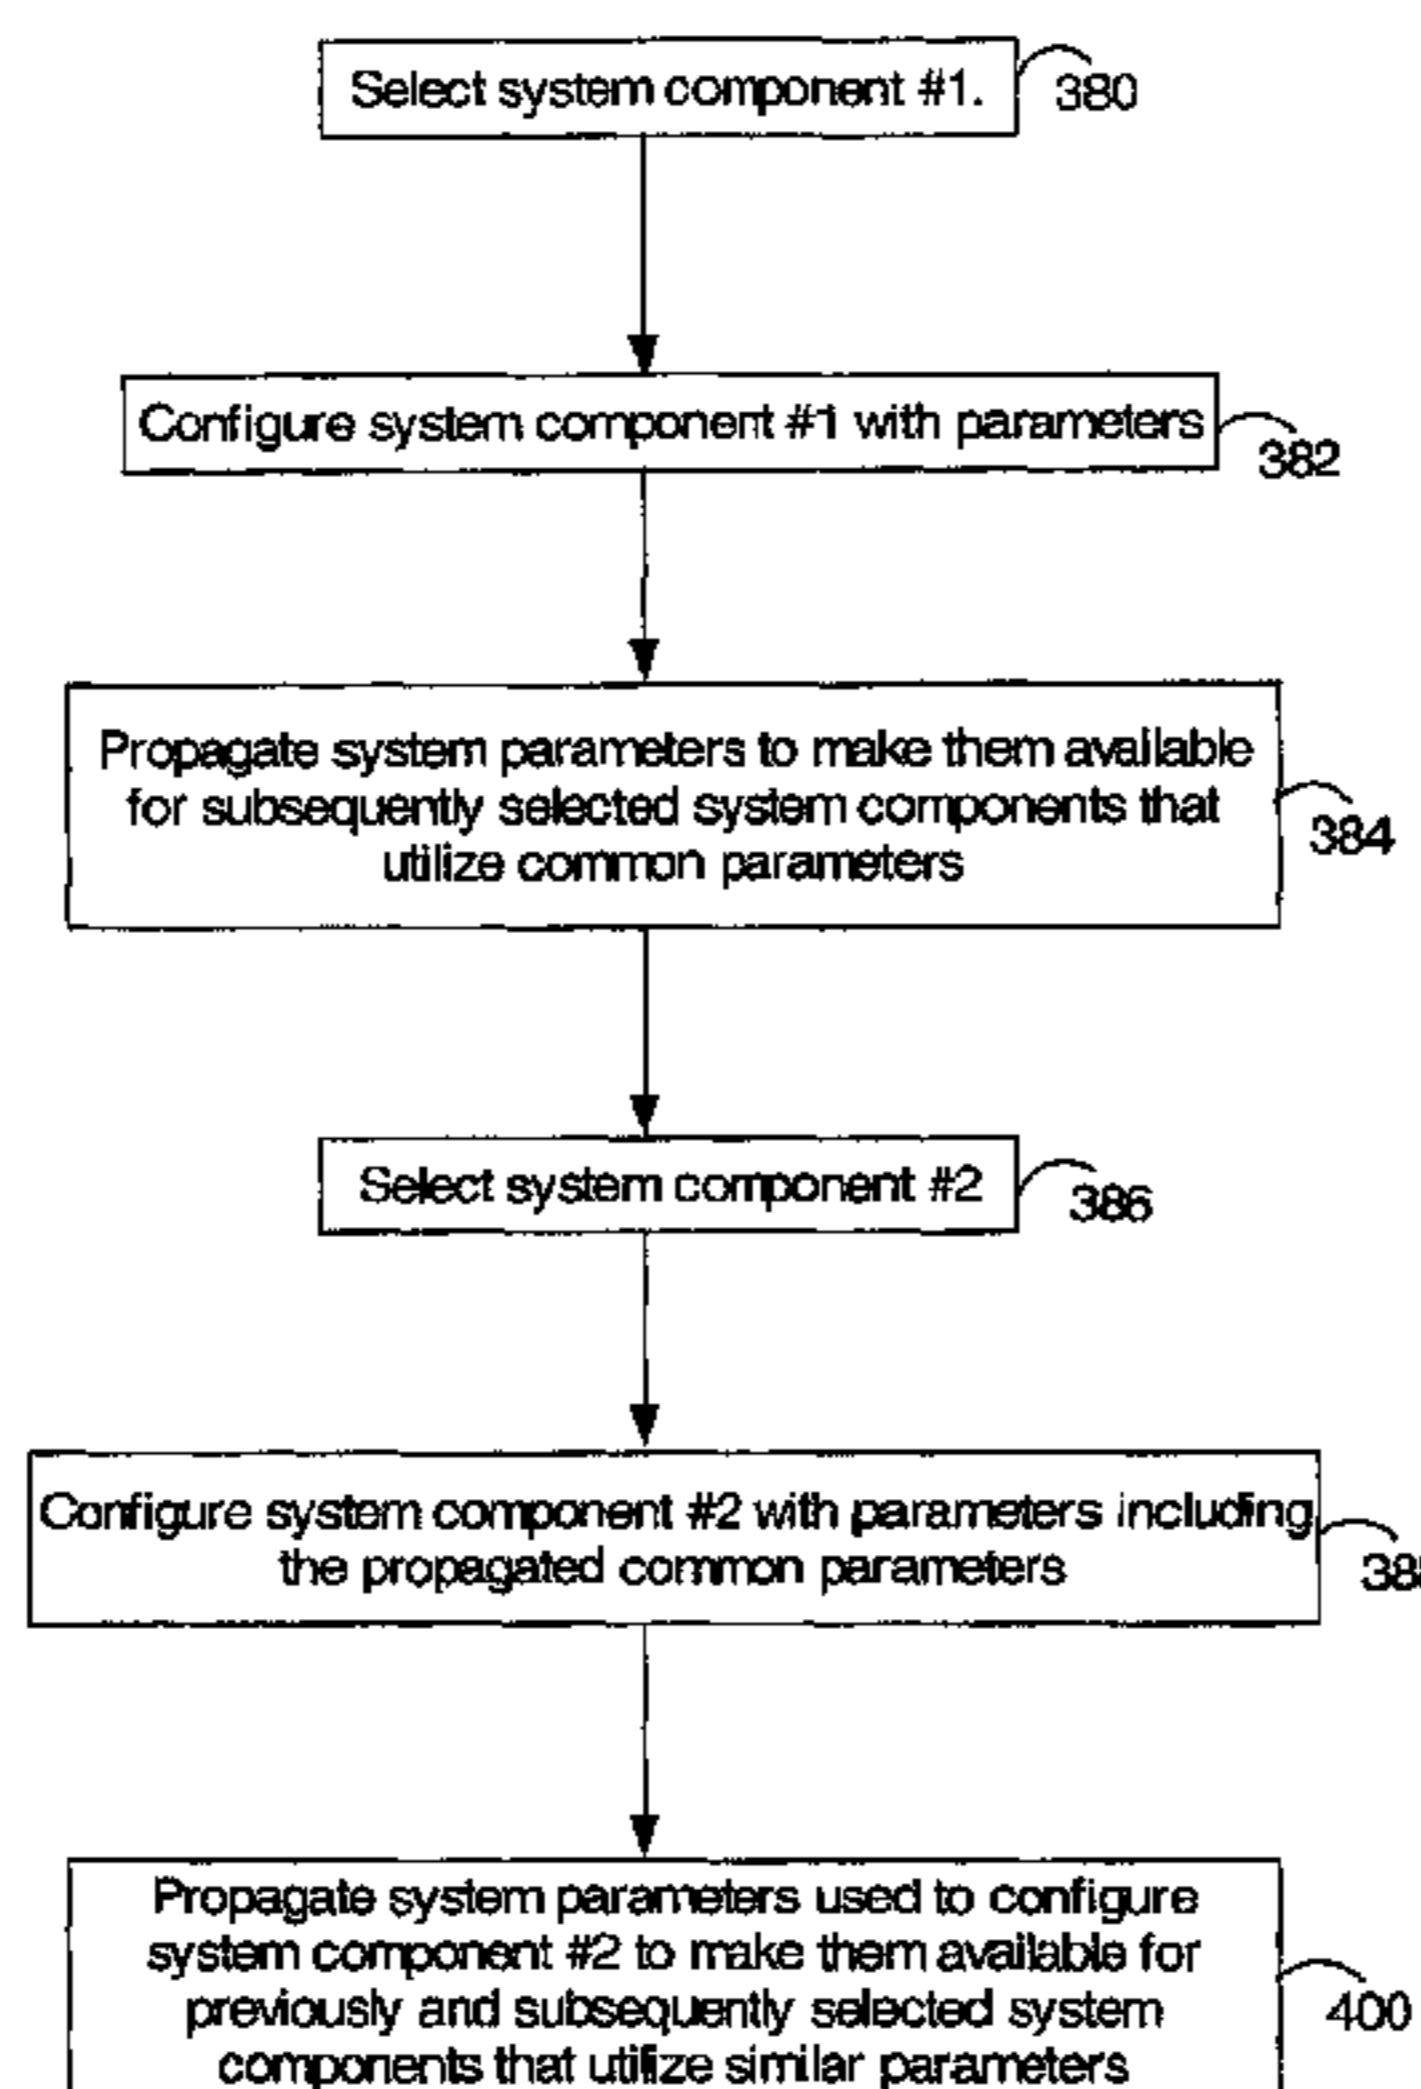 Select system component #1.
380
Configure system component #1 with parameters
382
Propagate system parameters to make them available
for subsequently selected system components that
utilize common parameters
384
Select system component #2
386
Configure system component #2 with parameters including
the propagated common parameters
Propagate system parameters used to configure
system component #2 to make them available for
previously and subsequently selected system
components that utilize similar parameters
400